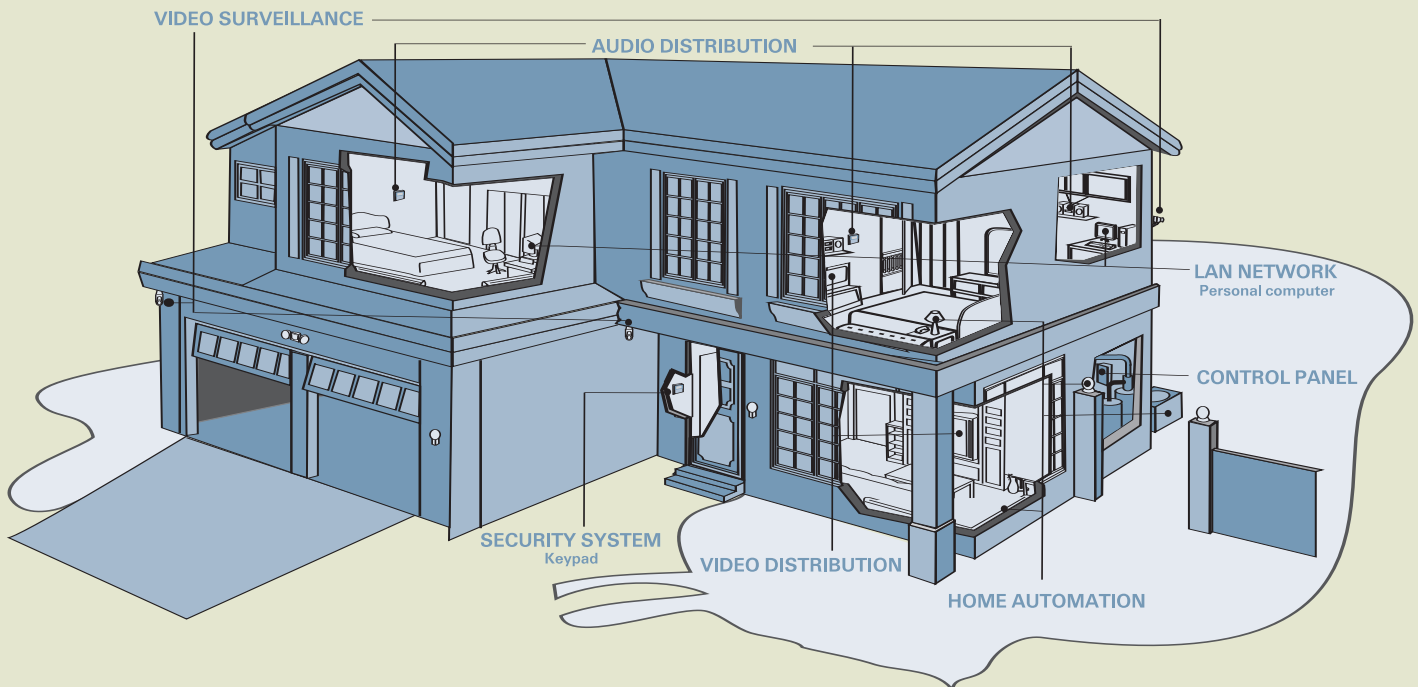 VIDEO SURVEILLANCE
AUDIO DISTRIBUTION
LAN NETWORK
Personal computer
CONTROL PANEL
SECURITY SYSTEM
Keypad
VIDEO DISTRIBUTION
HOME AUTOMATION